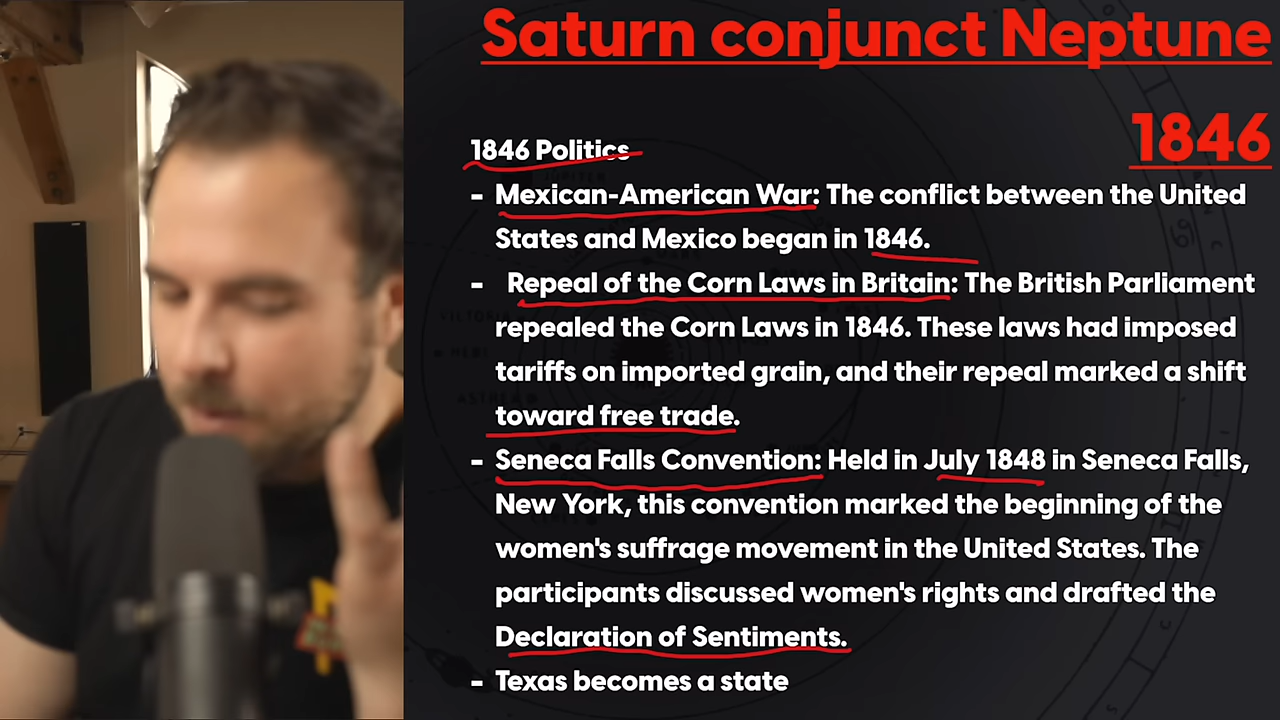 Saturn conjunct Neptune
1846
1846 Politics
- Mexican-American War: The conflict between the United
States and Mexico began in 1846.
- Repeal of the Corn Laws in Britain: The British Parliament
repealed the Corn Laws in 1846. These laws had imposed
tariffs on imported grain, and their repeal marked a shift
toward free trade.
- Seneca Falls Convention: Held in July 1848 in Seneca Falls,
New York, this convention marked the beginning of the
women's suffrage movement in the United States. The
participants discussed women's rights and drafted the
Declaration of Sentiments.
- Texas becomes a state